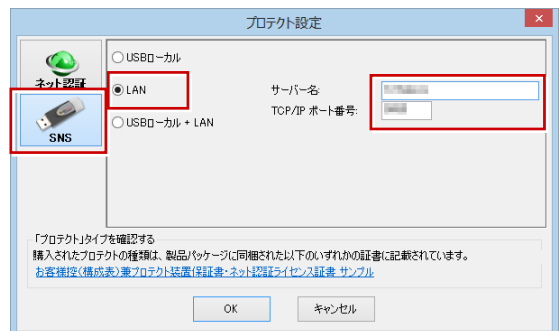 プロテクト設定
ネット認証
SNS
USBローカル
LAN
USBローカル + LAN
サーバー名:
TCP/IP ポート番号:
「プロテクト」タイプを確認する
購入されたプロテクトの種類は、製品パッケージに同梱された以下のいずれかの証書に記載されています。
お客様控(構成表)兼プロテクト装置保証書・ネット認証ライセンス証書 サンプル
OK
キャンセル